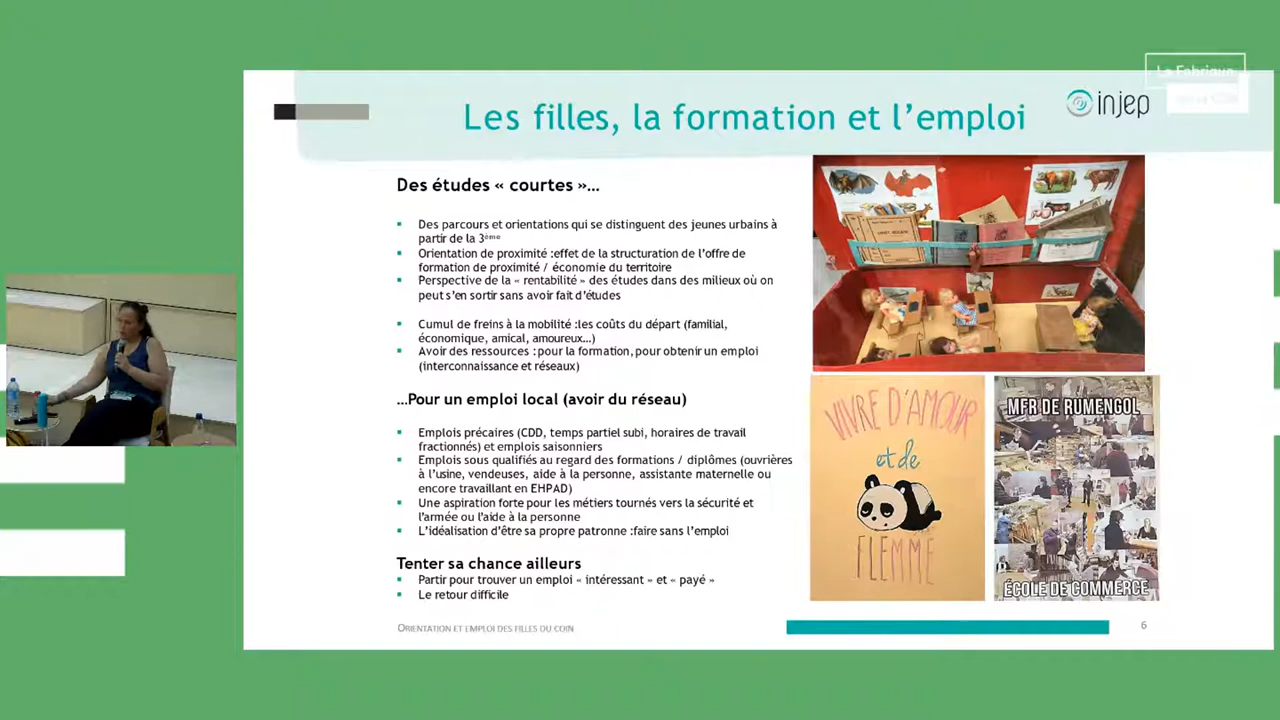 La Fabrique
injep
Les filles, la formation et l'emploi
Des études « courtes »...
Des parcours et orientations qui se distinguent des jeunes urbains à
partir de la 3ème
Orientation de proximité :effet de la structuration de l'offre de
formation de proximité / économie du territoire
Perspective de la « rentabilité » des études dans des milieux où on
peut s'en sortir sans avoir fait d'études
Cumul de freins à la mobilité :les coûts du départ (familial,
économique, amical, amoureux...)
Avoir des ressources : pour la formation, pour obtenir un emploi
(interconnaissance et réseaux)
...Pour un emploi local (avoir du réseau)
Emplois précaires (CDD, temps partiel subi, horaires de travail
fractionnés) et emplois saisonniers
Emplois sous qualifiés au regard des formations / diplômes (ouvrières
à l'usine, vendeuses, aide à la personne, assistante maternelle ou
encore travaillant en EHPAD)
Une aspiration forte pour les métiers tournés vers la sécurité et
l'armée ou l'aide à la personne
L'idéalisation d'être sa propre patronne :faire sans l'emploi
Tenter sa chance ailleurs
Partir pour trouver un emploi « intéressant » et « payé »
Le retour difficile
VIVRE D'AMOUR
et de
FLEMME
MFR DE RUMENGOL
ÉCOLE DE COMMERCE
ORIENTATION ET EMPLOI DES FILLES DU COIN
6